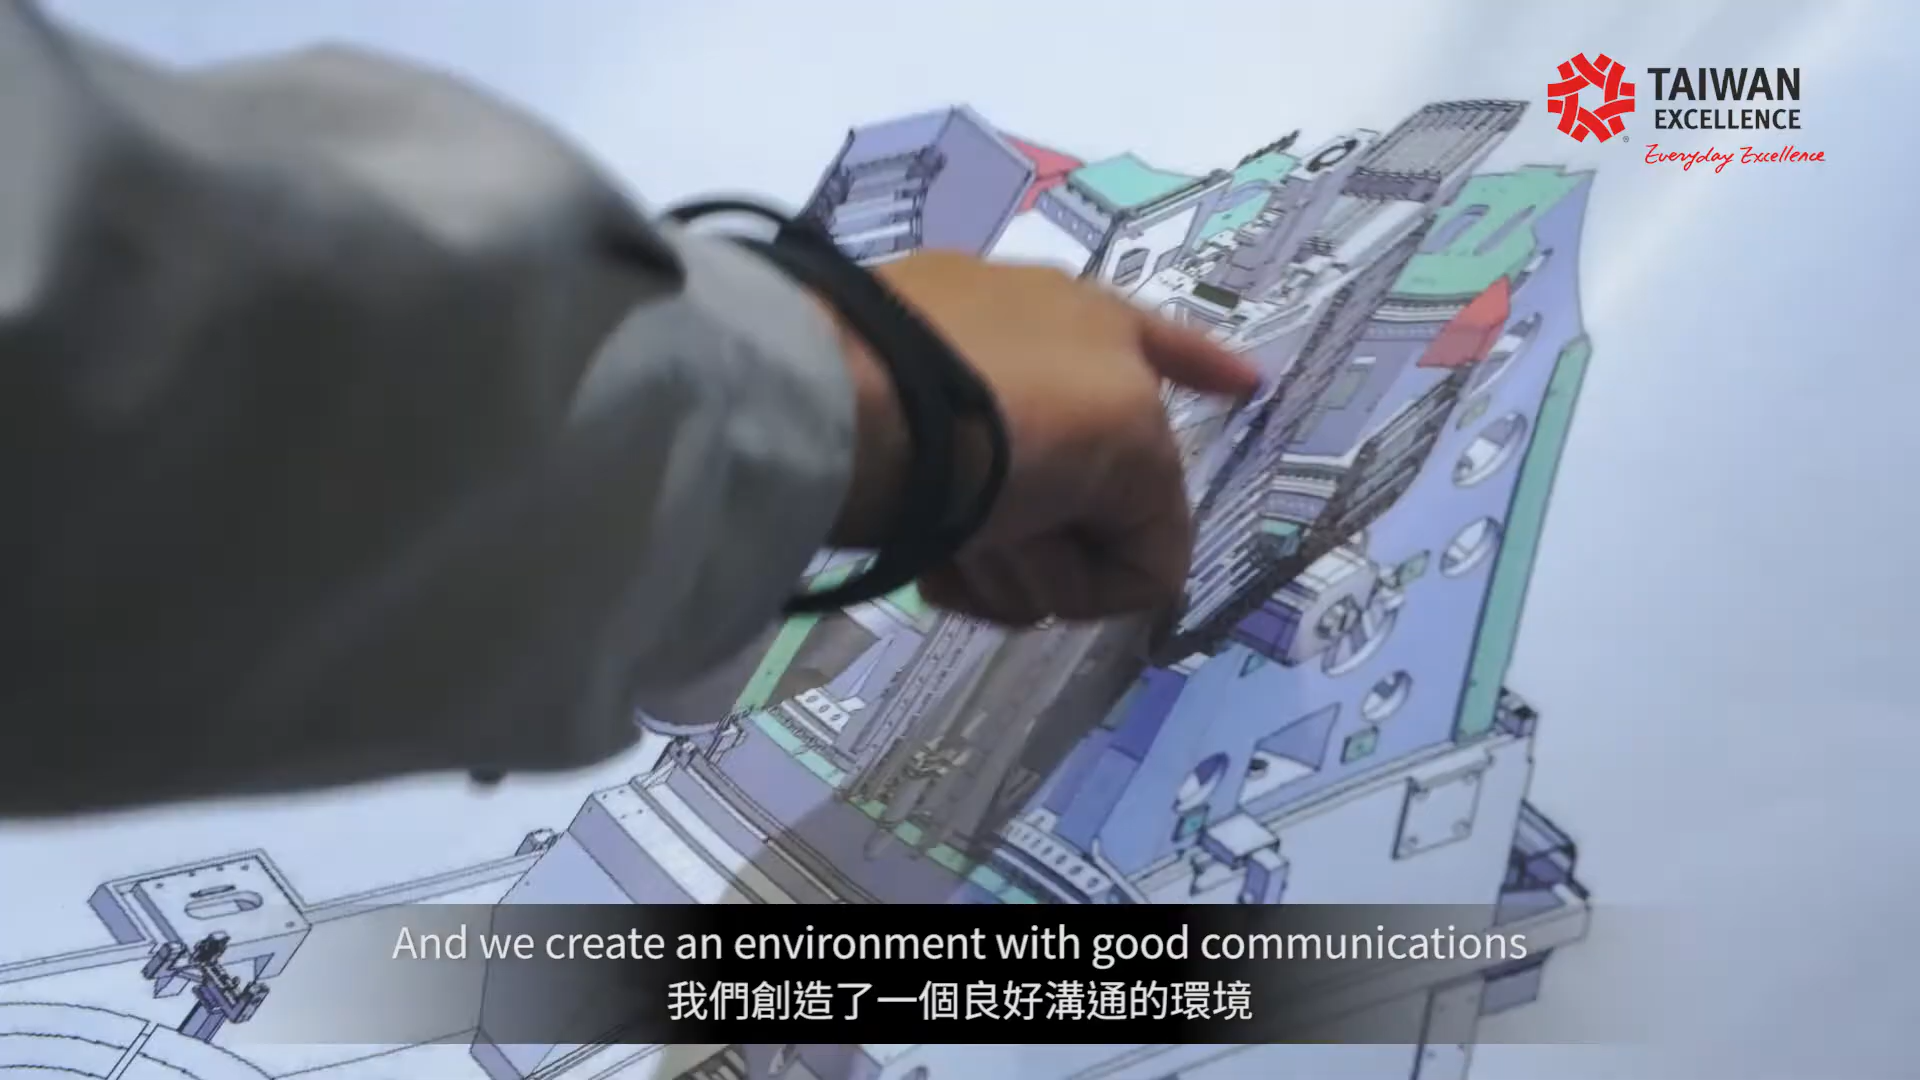 TAIWAN
EXCELLENCE
Everyday Excellence
And we create an environment with good communications
我們創造了一個良好溝通的環境